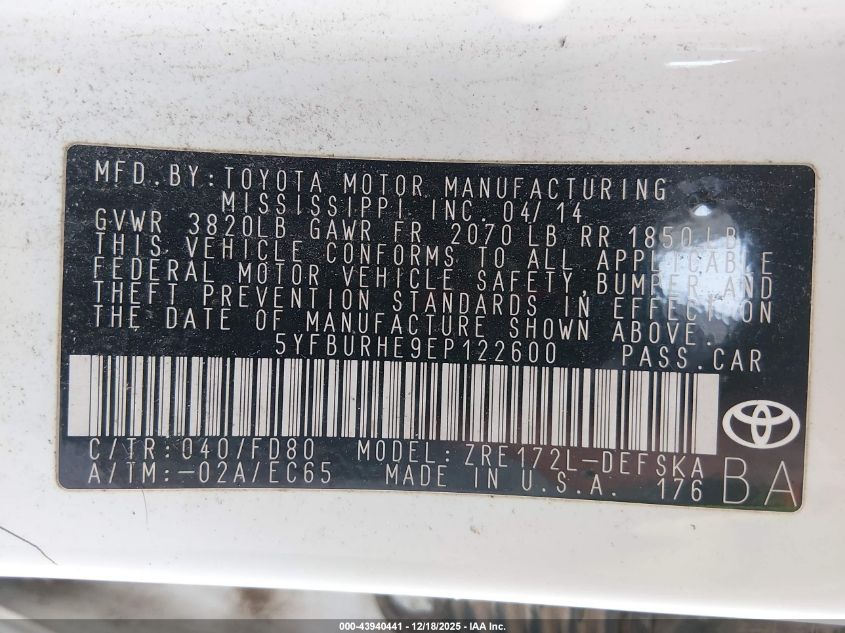 MFD.BY:TOYOTA MOTOR MANUFACTURING
MISSISSIPPI INC. 04/14
GVWR 3820LB GAWR FR 2070 LB RR 1850 LB
THIS VEHICLE CONFORMS TO ALL APPLICABLE
FEDERAL MOTOR VEHICLE SAFETY, BUMPER, AND
THEFT PREVENTION STANDARDS IN EFFECT ON
THE DATE OF MANUFACTURE SHOWN ABOVE.
5YFBURHE9EP122600 PASS.CAR
C/TR: 040/FD80 MODEL: ZRE172L-DEFSKA
A/TM:-02A/EC65 MADE IN U.S.A. 176 BA
000-43940441 - 12/18/2025 - IAA Inc.